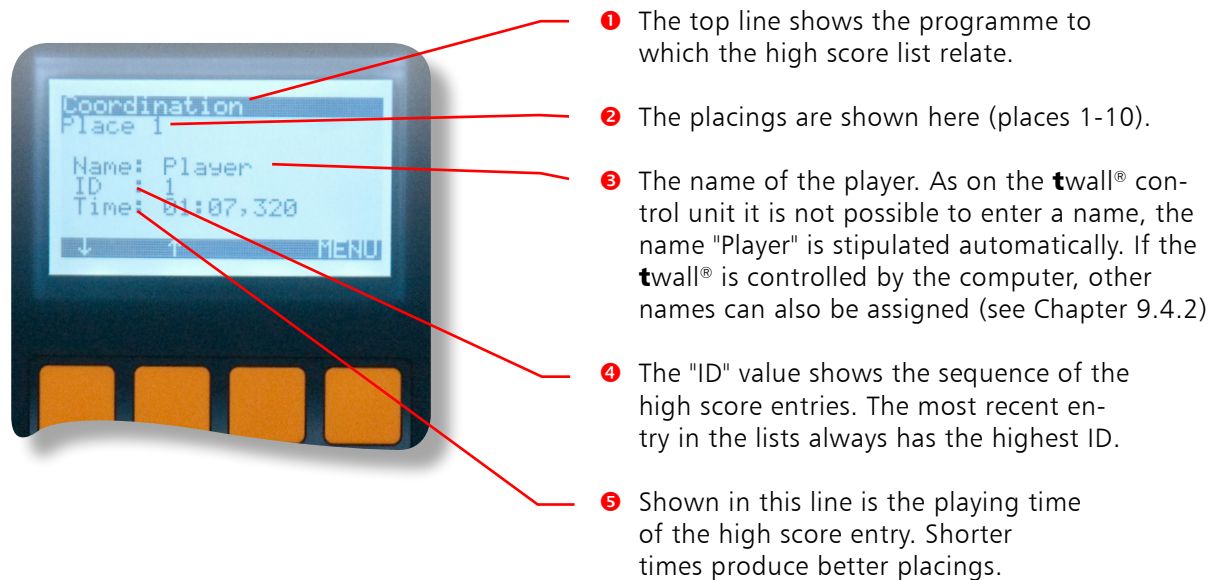 Coordination
Place 1
Name: Player
ID : 1
Time: 01:07,320
↓ ↑ MENU
❶ The top line shows the programme to
which the high score list relate.
❷ The placings are shown here (places 1-10).
❸ The name of the player. As on the twall® con-
trol unit it is not possible to enter a name, the
name "Player" is stipulated automatically. If the
twall® is controlled by the computer, other
names can also be assigned (see Chapter 9.4.2)
❹ The "ID" value shows the sequence of the
high score entries. The most recent en-
try in the lists always has the highest ID.
❺ Shown in this line is the playing time
of the high score entry. Shorter
times produce better placings.